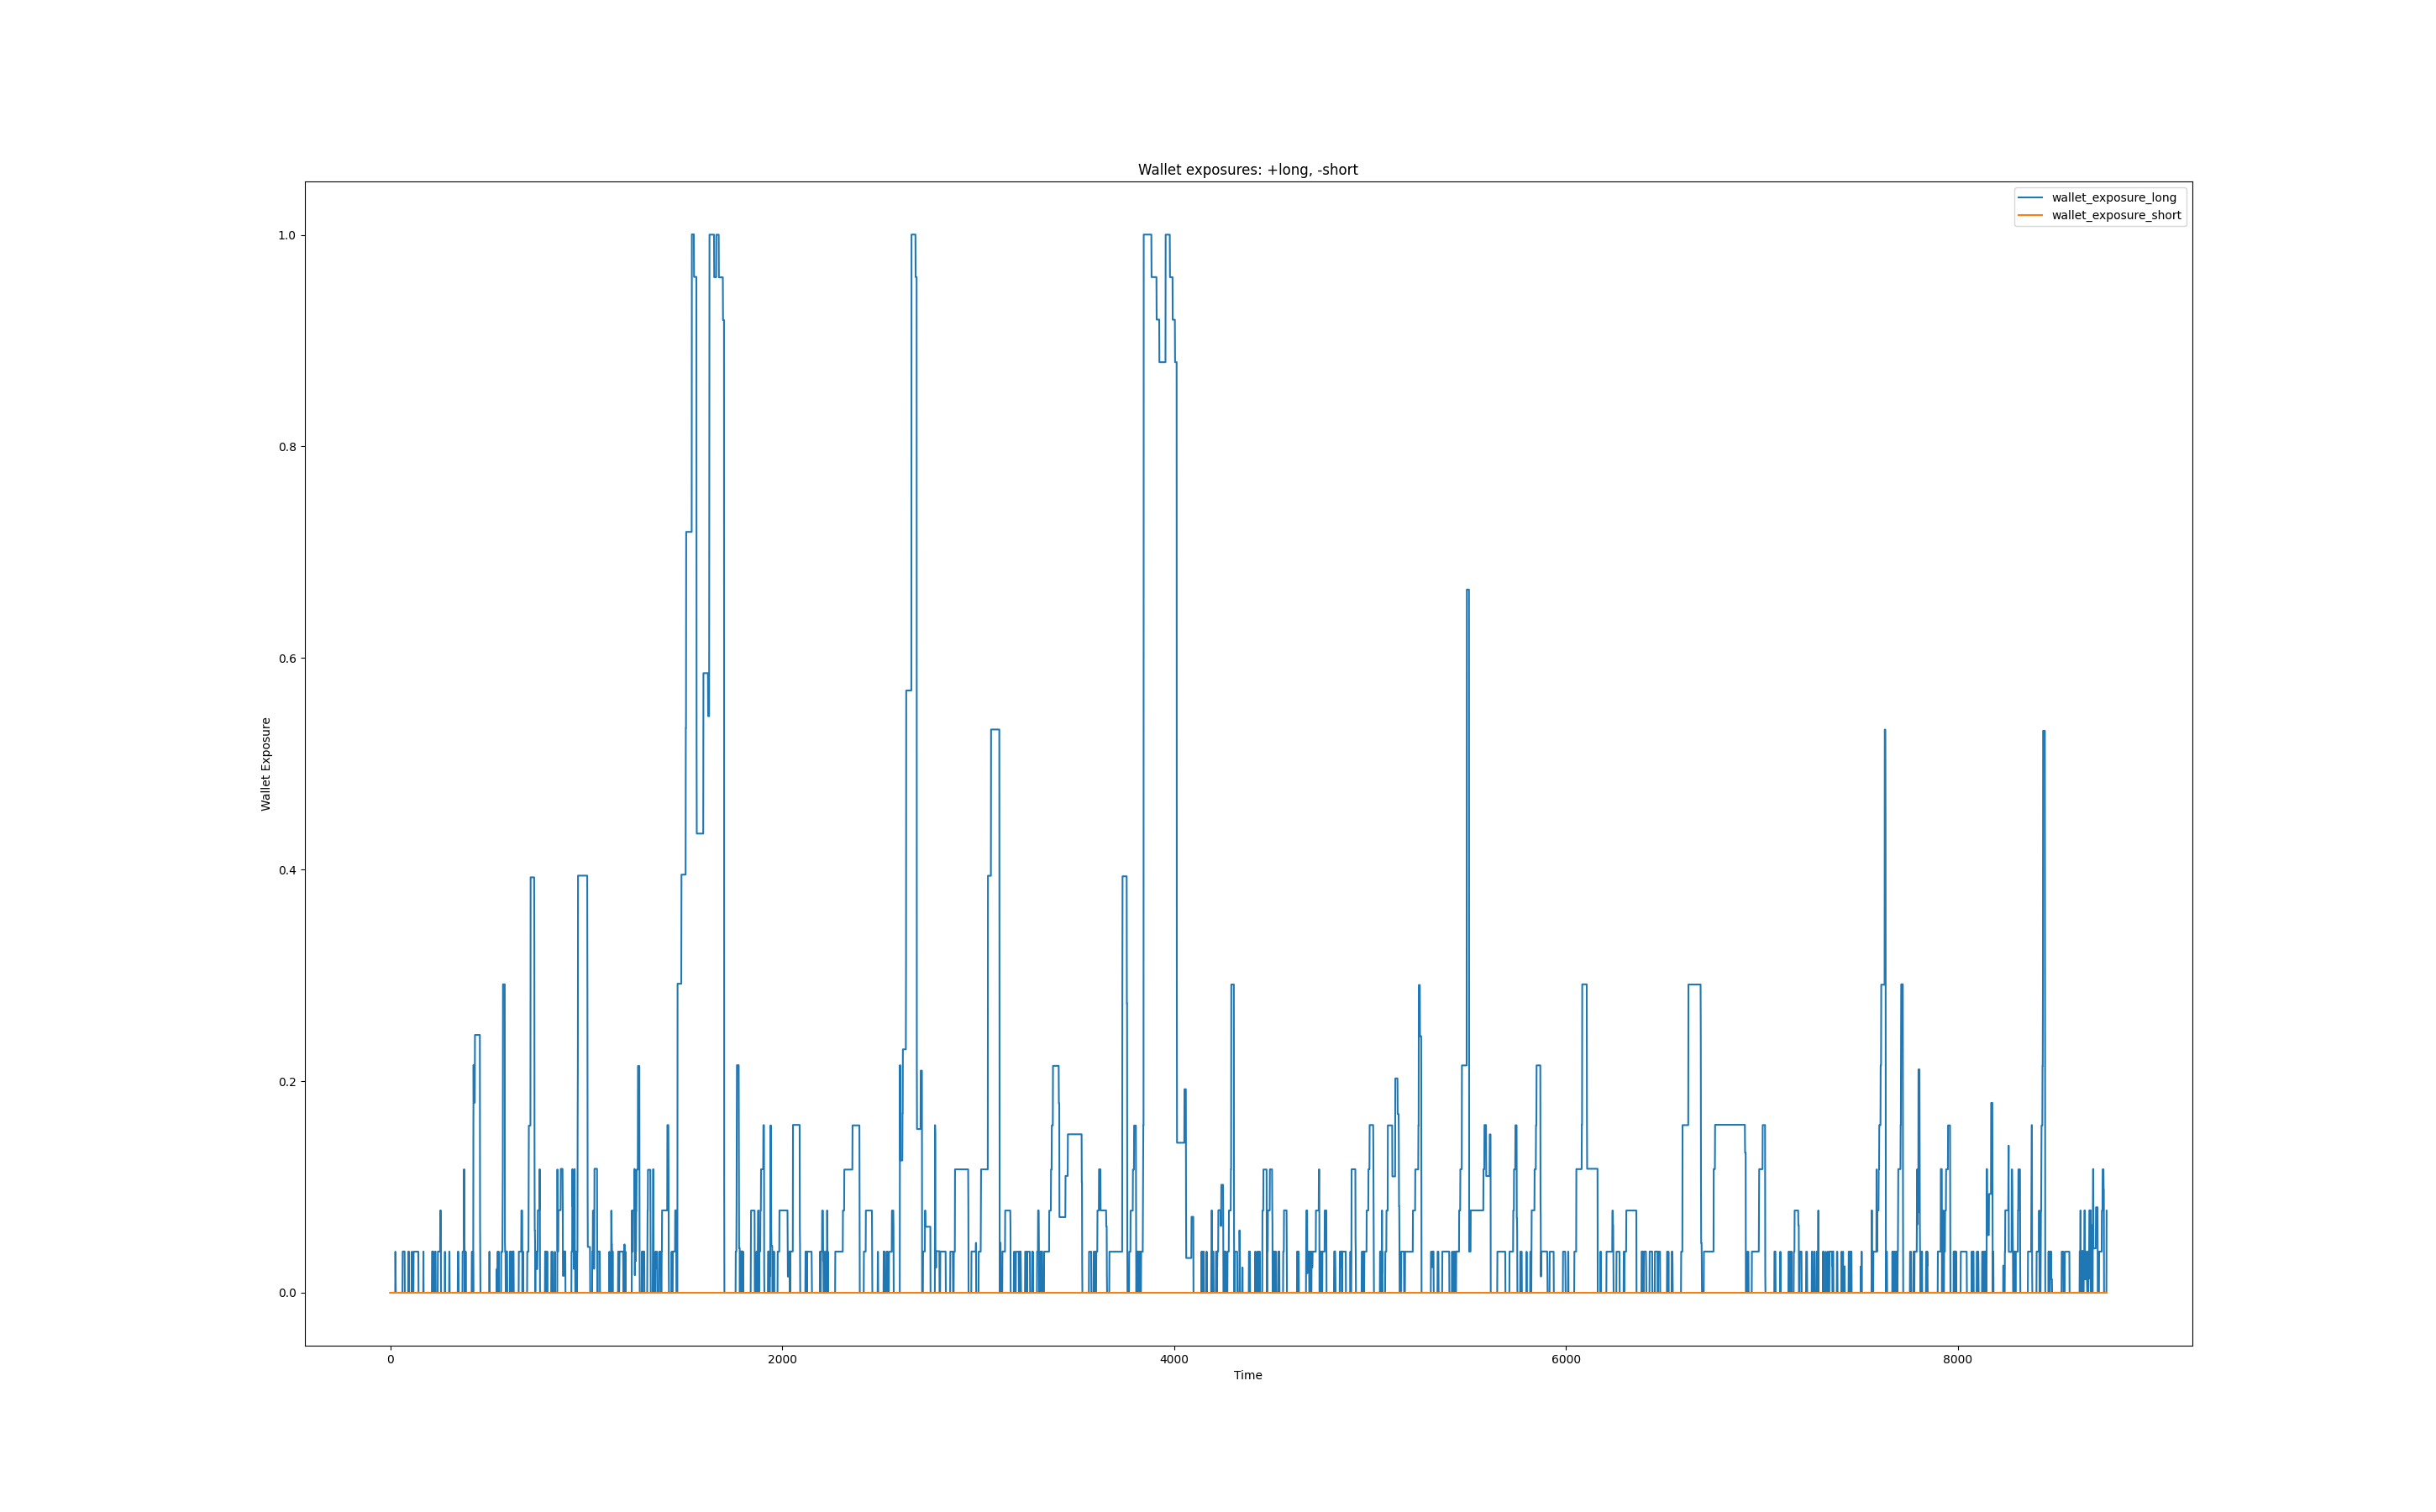 Wallet exposures: +long, -short
wallet_exposure_long
wallet_exposure_short
1.0
0.8
0.6
0.4
0.2
0.0
Wallet Exposure
0 2000 4000 6000 8000
Time